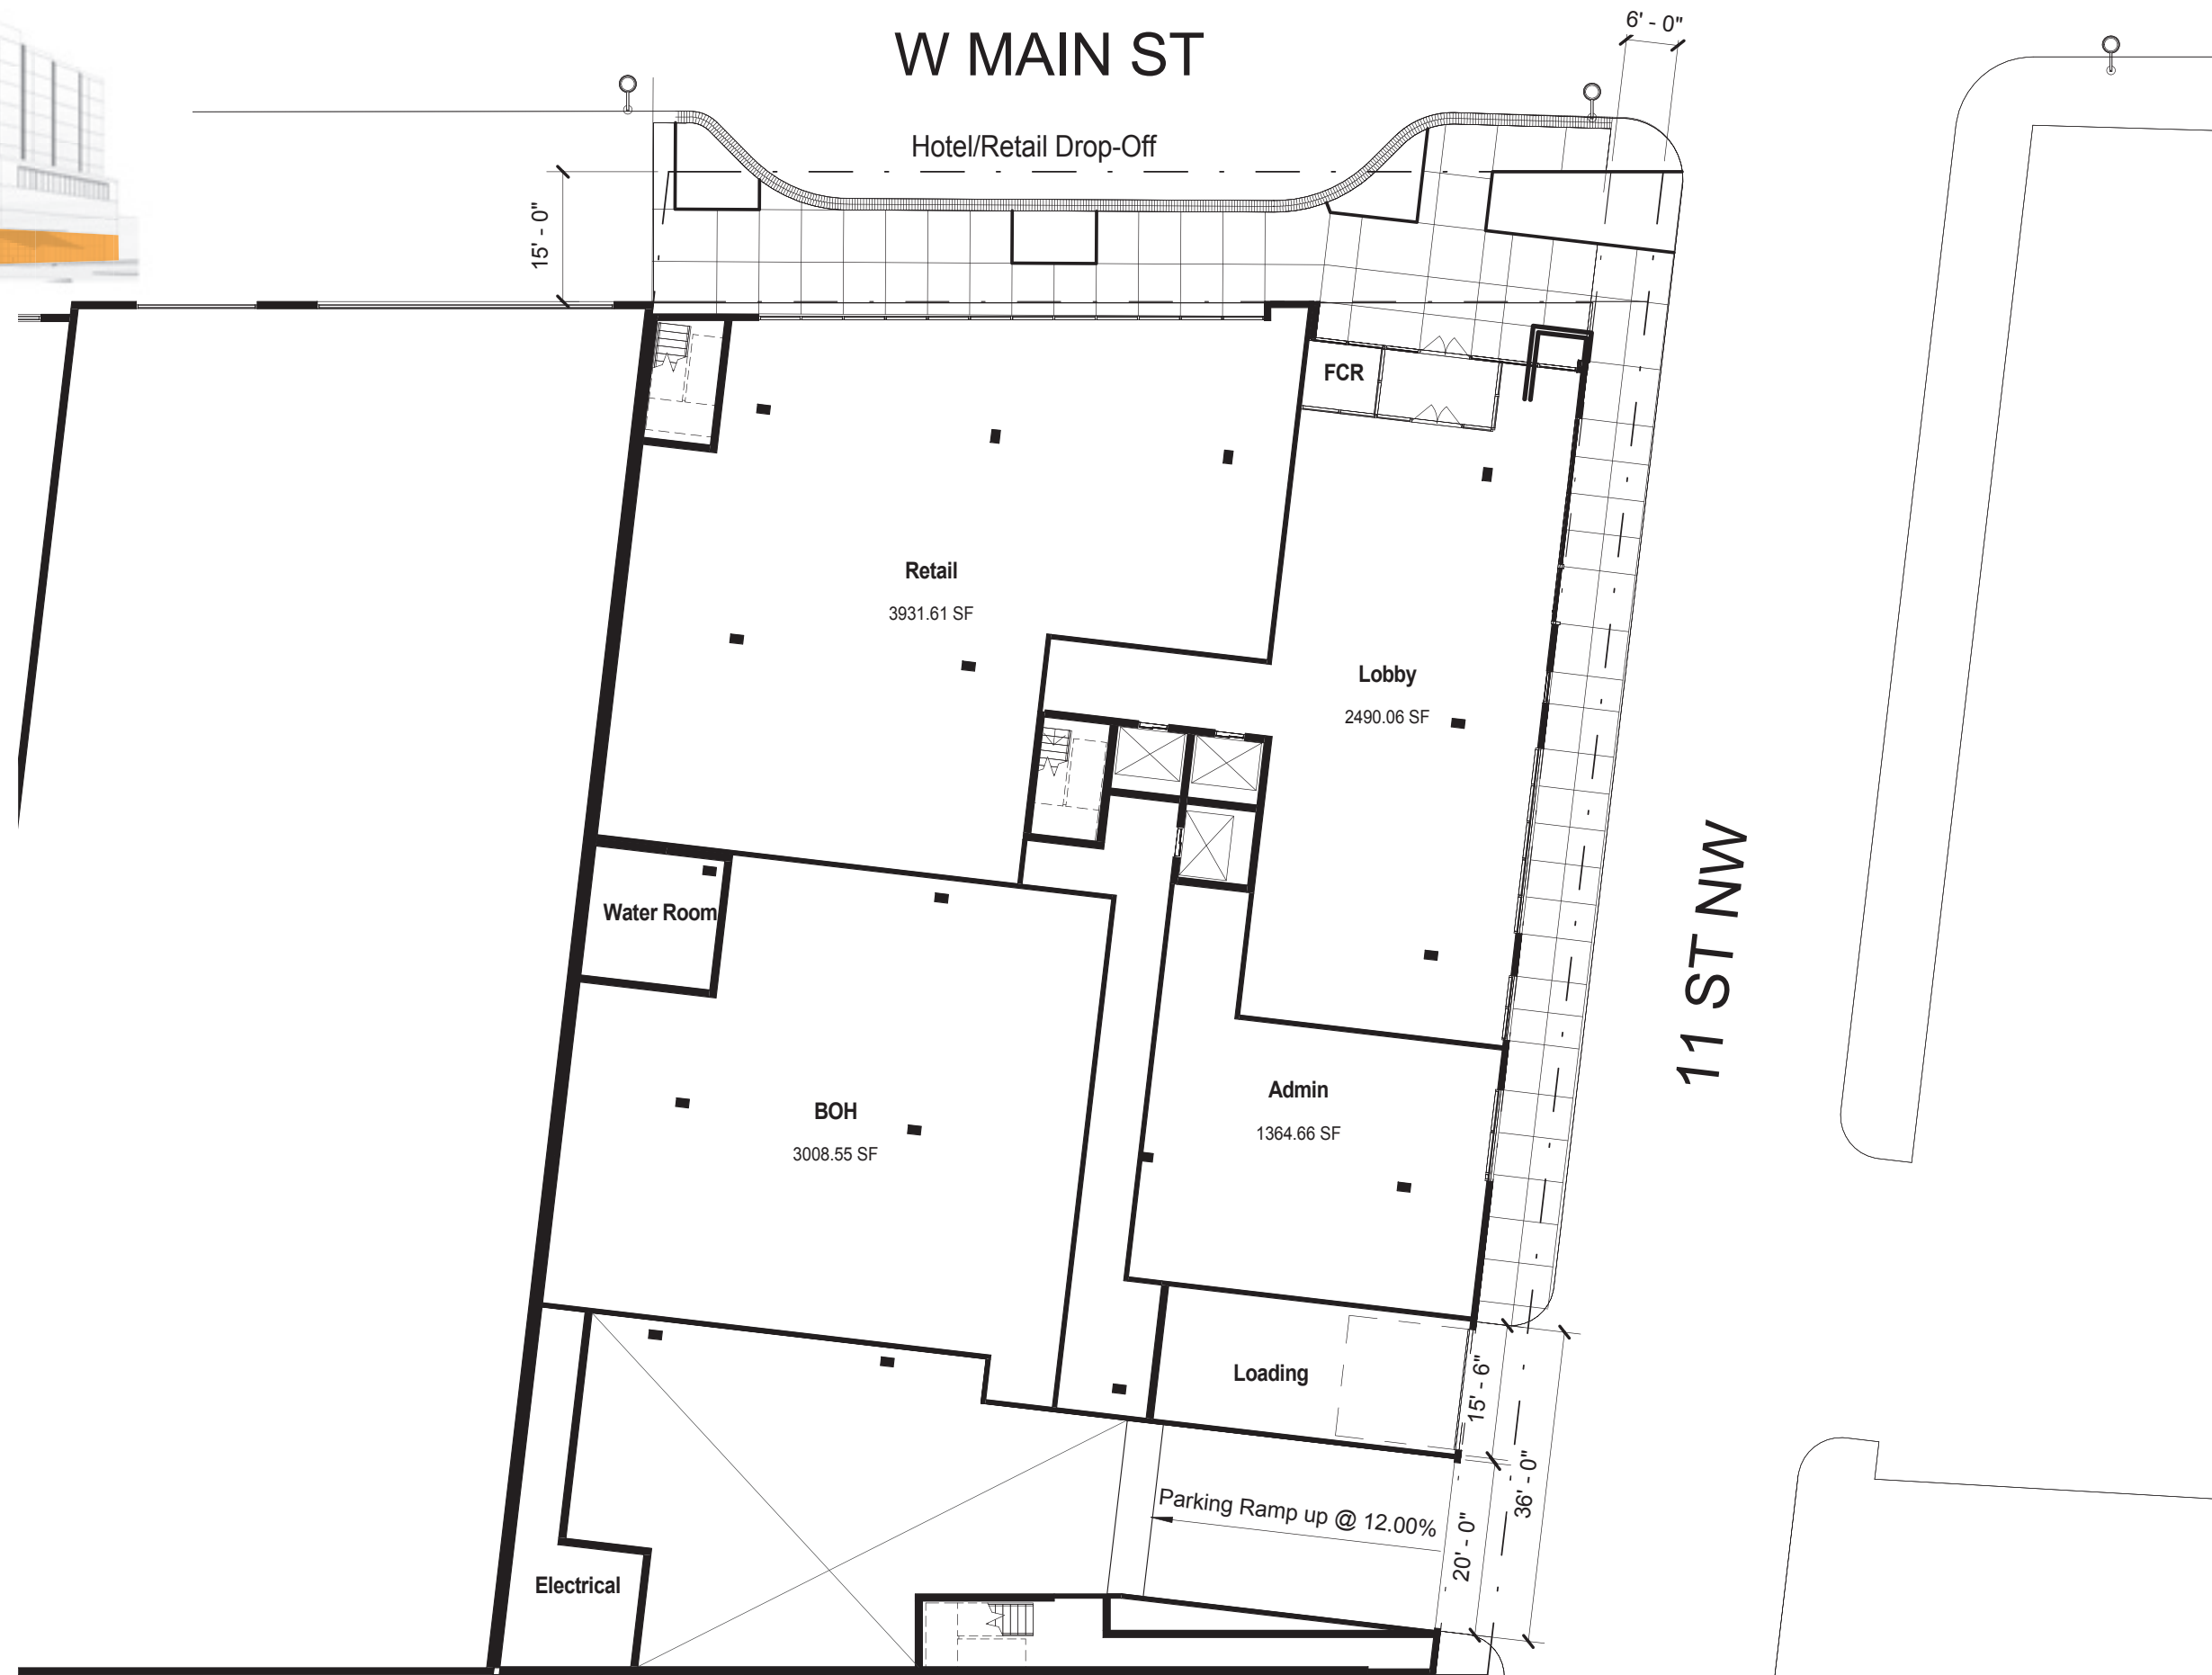 6' - 0"
W MAIN ST
Hotel/Retail Drop-Off
15' - 0"
FCR
Retail
3931.61 SF
Lobby
2490.06 SF
11 ST NW
Water Room
Admin
1364.66 SF
BOH
3008.55 SF
Loading
15' - 6"
36' - 0"
Parking Ramp up @ 12.00%
20' - 0"
Electrical